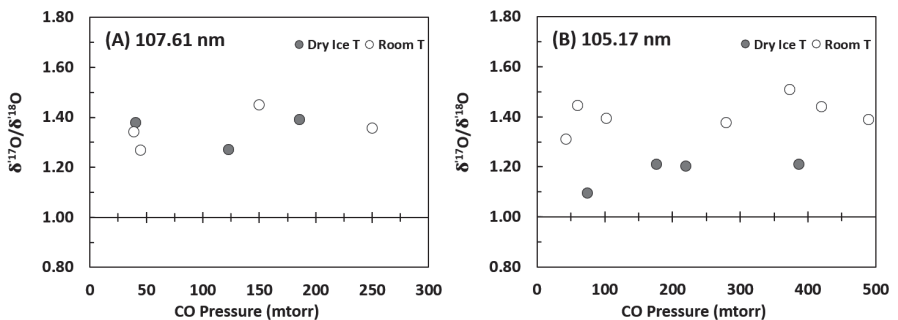 (A) 107.61 nm
Dry Ice T Room T
1.80
1.60
1.40
1.20
1.00
0.80
δ'17O/δ'18O
0 50 100 150 200 250 300
CO Pressure (mtorr)
(B) 105.17 nm
Dry Ice T Room T
1.80
1.60
1.40
1.20
1.00
0.80
δ'17O/δ'18O
0 100 200 300 400 500
CO Pressure (mtorr)